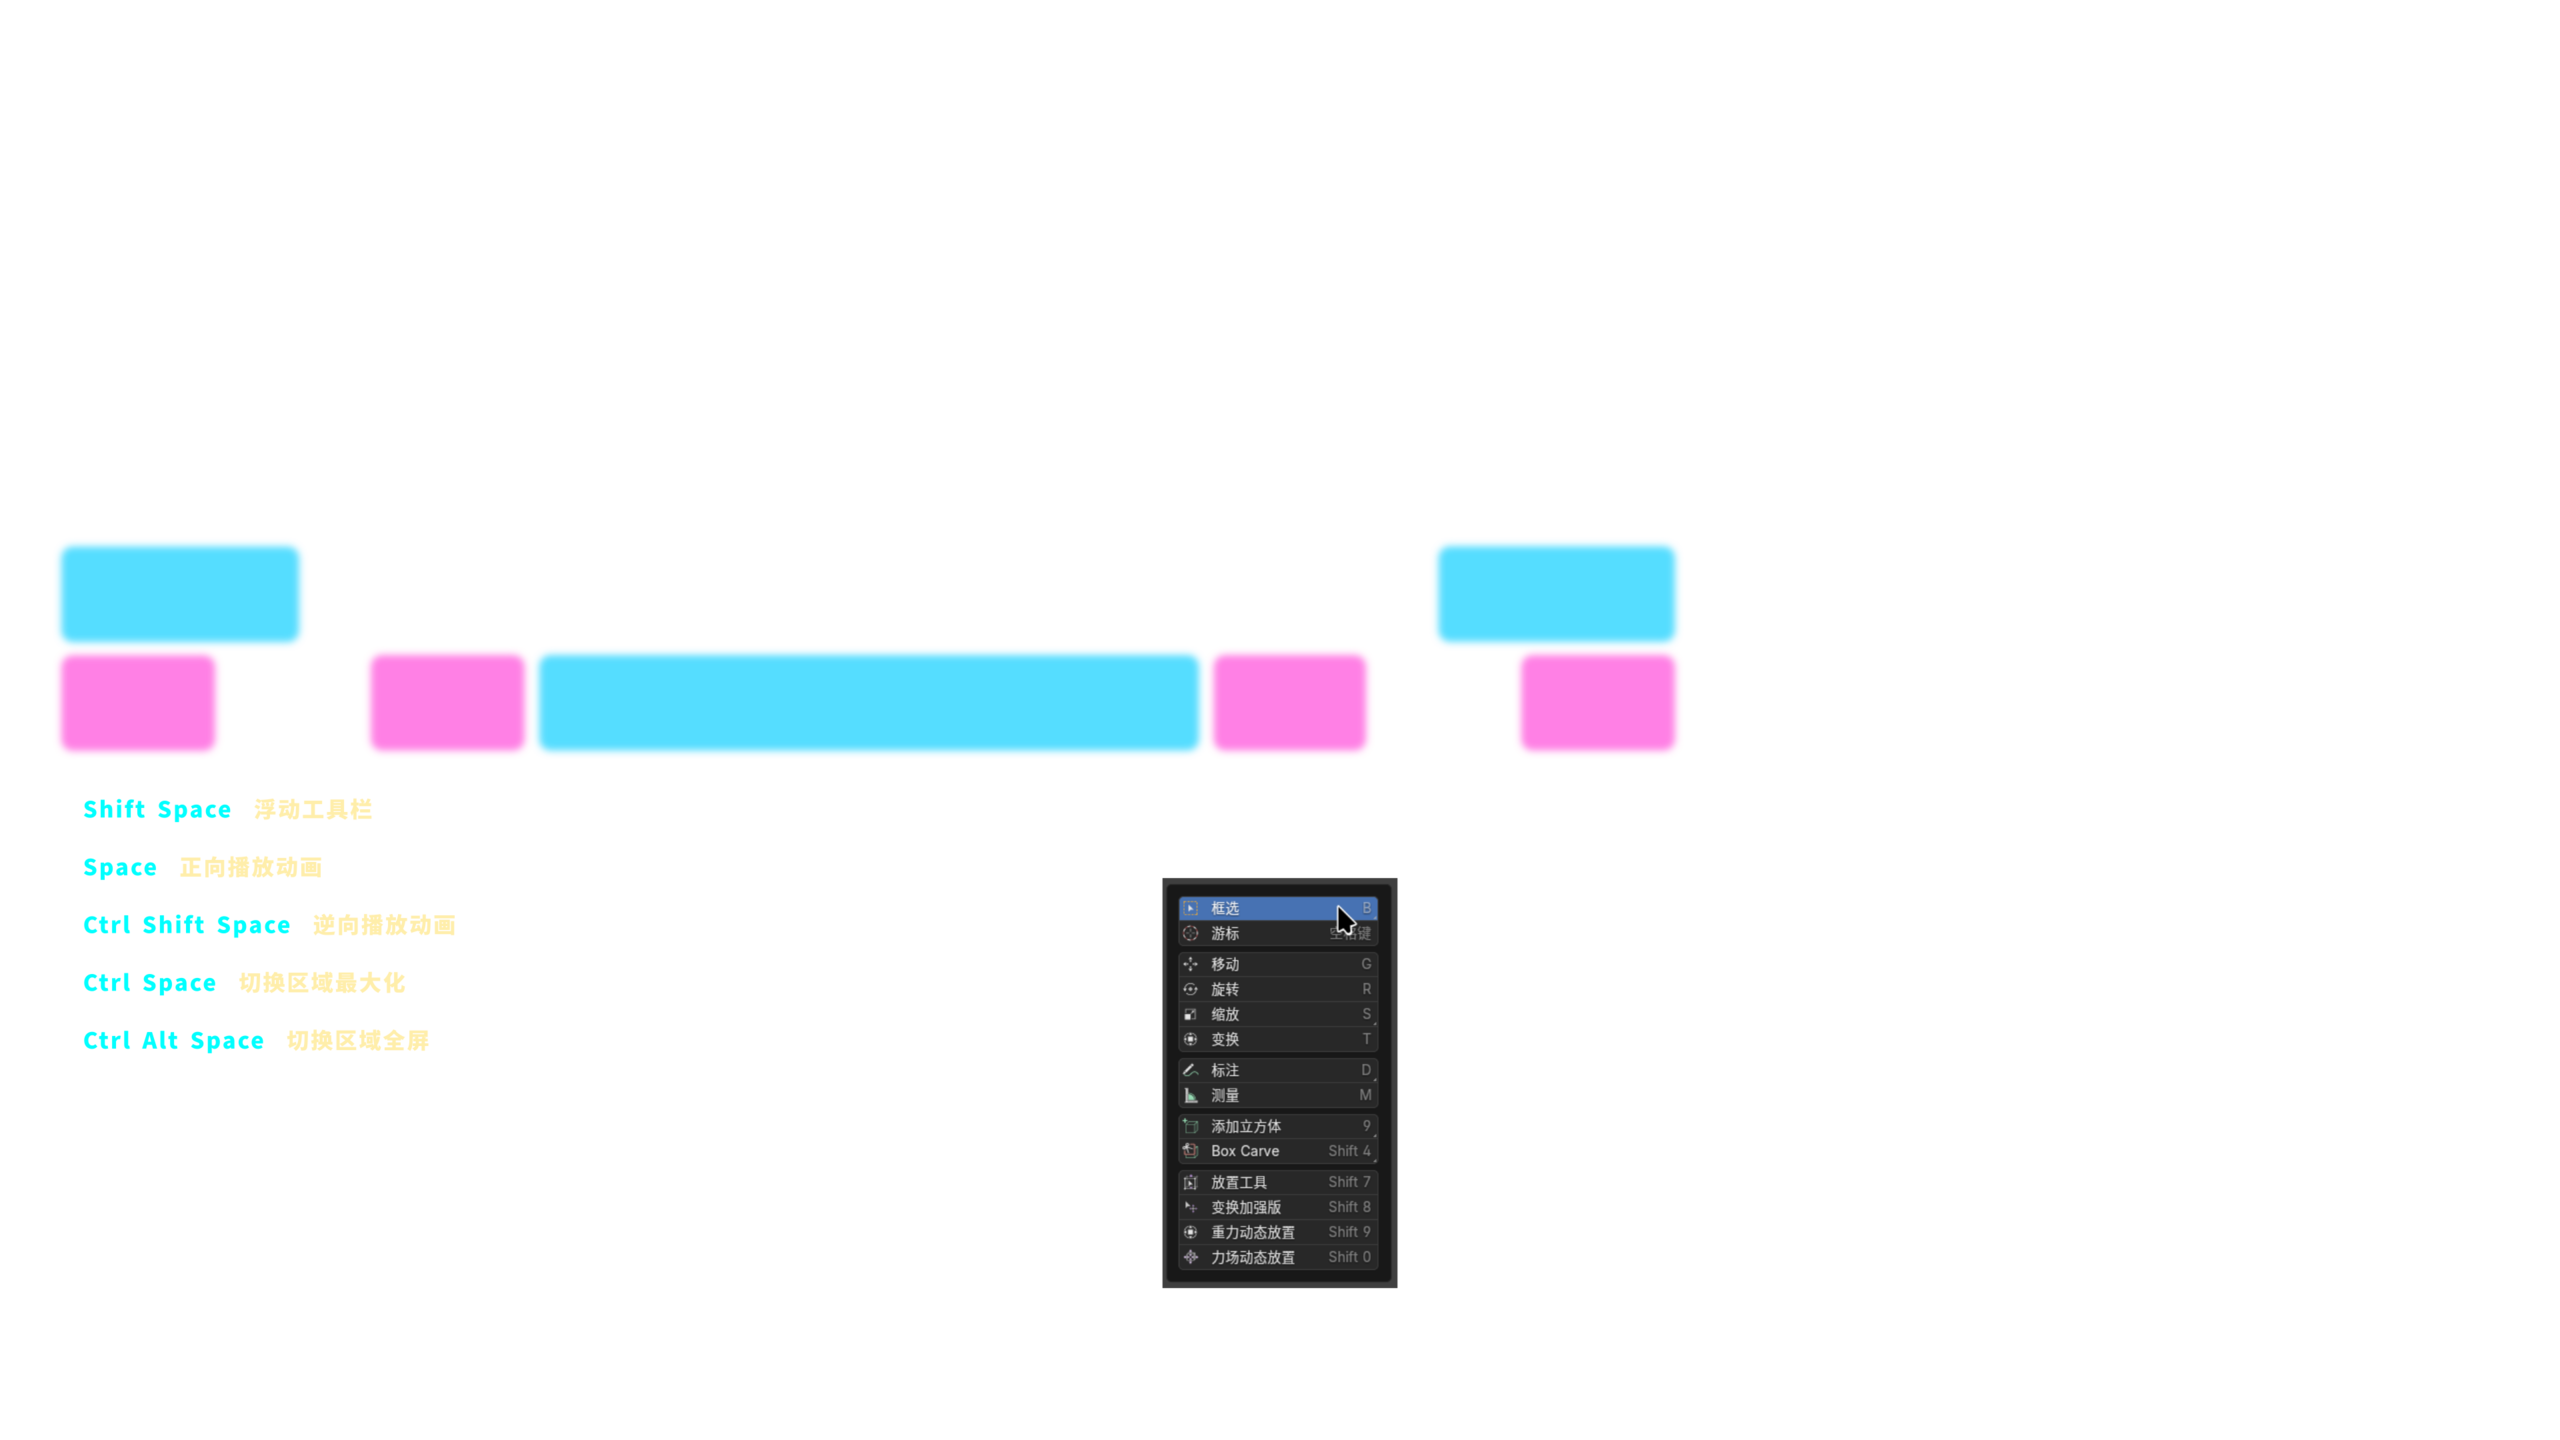 Shift Space 浮动工具栏
Space 正向播放动画
Ctrl Shift Space 逆向播放动画
Ctrl Space 切换区域最大化
Ctrl Alt Space 切换区域全屏
框选 B
游标 空格键
移动 G
旋转 R
缩放 S
变换 T
标注 D
测量 M
添加立方体 9
Box Carve Shift 4
放置工具 Shift 7
变换加强版 Shift 8
重力动态放置 Shift 9
力场动态放置 Shift 0